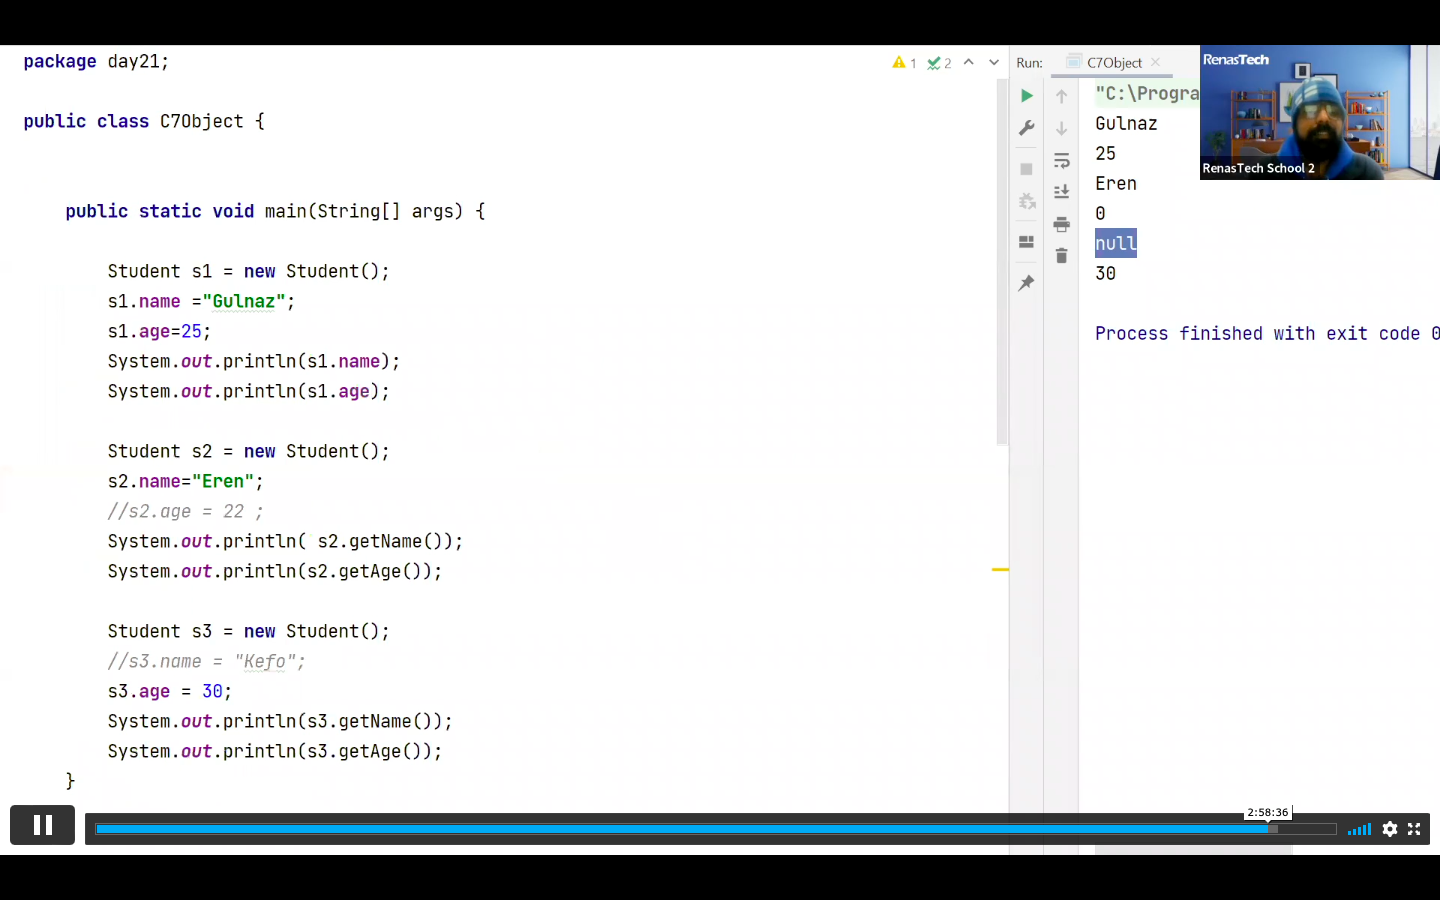 package day21;
public class C7Object {
public static void main(String[] args) {
Student s1 = new Student();
s1.name ="Gulnaz";
s1.age=25;
System.out.println(s1.name);
System.out.println(s1.age);
Student s2 = new Student();
s2.name="Eren";
//s2.age = 22 ;
System.out.println( s2.getName());
System.out.println(s2.getAge());
Student s3 = new Student();
//s3.name = "Kefo";
s3.age = 30;
System.out.println(s3.getName());
System.out.println(s3.getAge());
}
1 2
Run: C7Object
"C:\Progra
Gulnaz
25
Eren
0
null
30
Process finished with exit code 0
RenasTech
RenasTech School 2
2:58:36